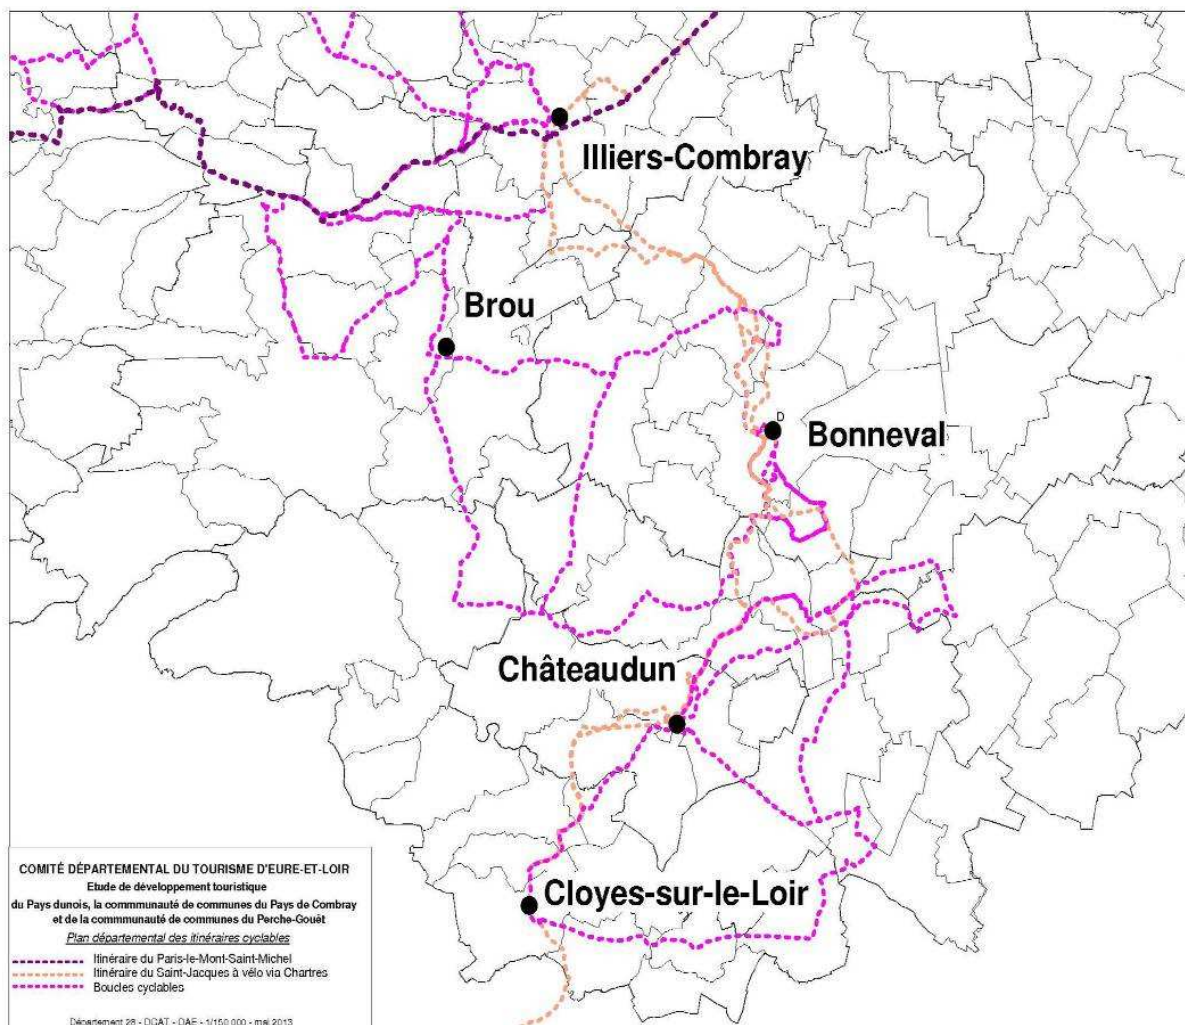 Illiers-Combray
Brou
D
Bonneval
Châteaudun
Cloyes-sur-le-Loir
COMITÉ DÉPARTEMENTAL DU TOURISME D'EURE-ET-LOIR
Etude de développement touristique
du Pays dunois, la commmunauté de communes du Pays de Combray
et de la commmunauté de communes du Perche-Gouët
Plan départemental des itinéraires cyclables
Itinéraire du Paris-le-Mont-Saint-Michel
Itinéraire du Saint-Jacques à vélo via Chartres
Boucles cyclables
Département 28 - DGAT - DAE - 1/150 000 - mai 2013